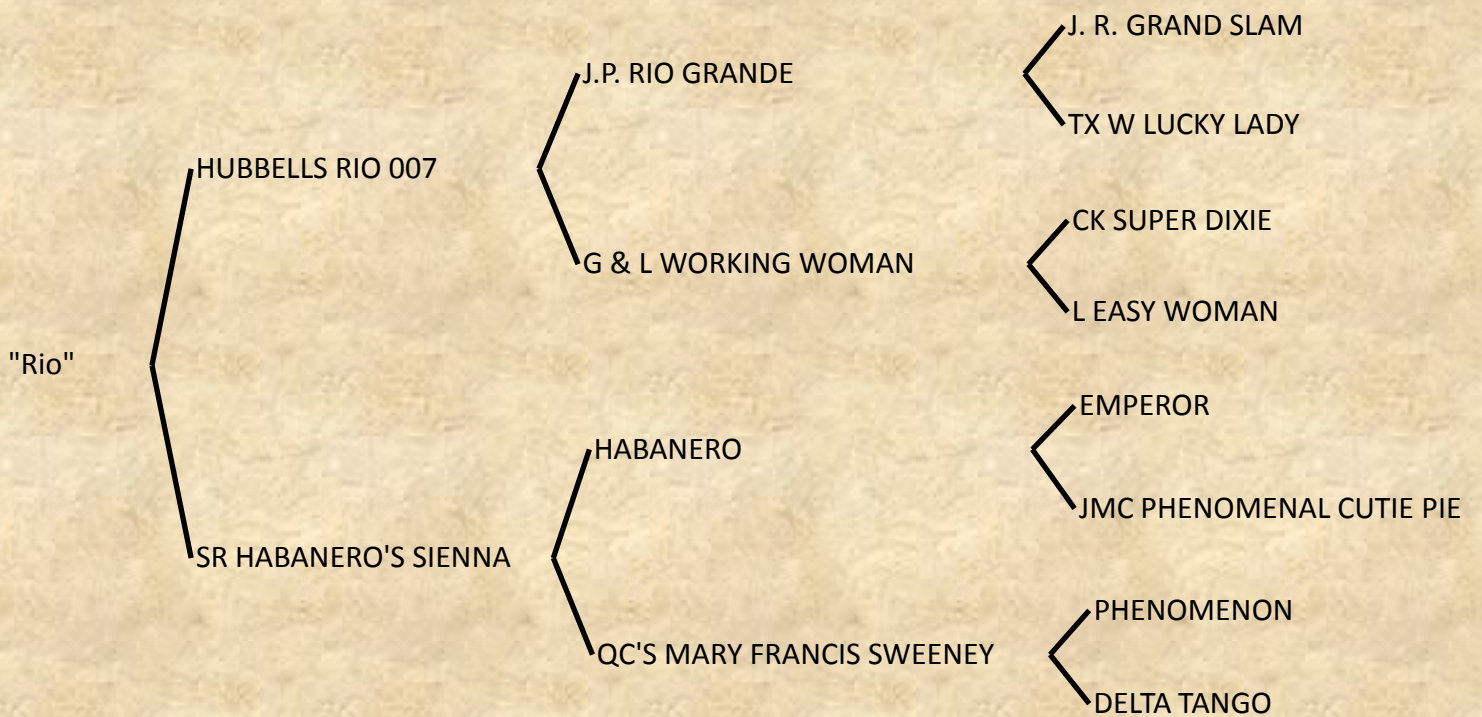 "Rio"
HUBBELLS RIO 007
SR HABANERO'S SIENNA
J.P. RIO GRANDE
G & L WORKING WOMAN
HABANERO
QC'S MARY FRANCIS SWEENEY
J. R. GRAND SLAM
TX W LUCKY LADY
CK SUPER DIXIE
L EASY WOMAN
EMPEROR
JMC PHENOMENAL CUTIE PIE
PHENOMENON
DELTA TANGO